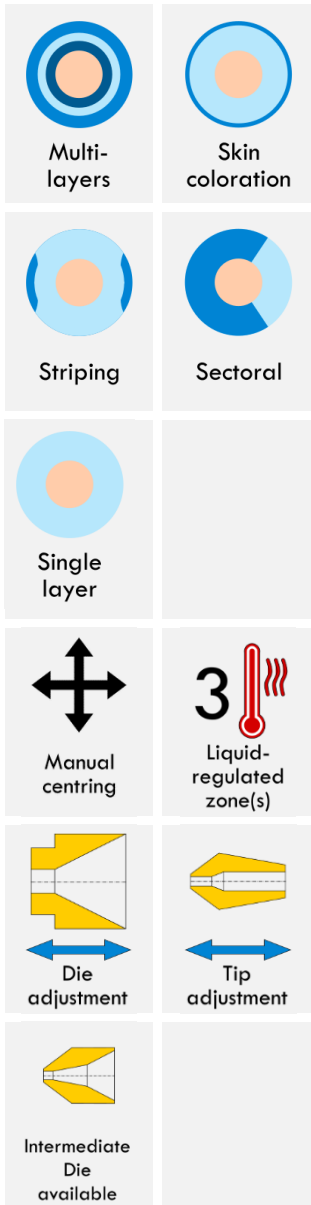 Multi-
layers
Skin
coloration
Striping
Sectoral
Single
layer
Manual
centring
3
Liquid-
regulated
zone(s)
Die
adjustment
Tip
adjustment
Intermediate
Die
available